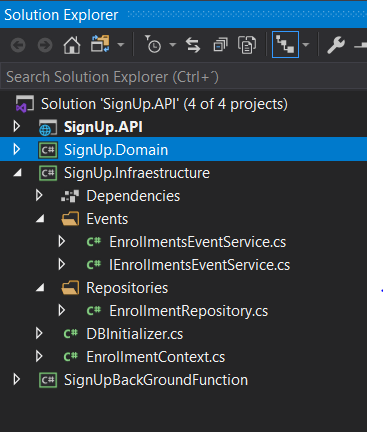 Solution Explorer
Search Solution Explorer (Ctrl+´)
Solution 'SignUp.API' (4 of 4 projects)
SignUp.API
C# SignUp.Domain
C# SignUp.Infraestructure
Dependencies
Events
C# EnrollmentsEventService.cs
C# IEnrollmentsEventService.cs
Repositories
C# EnrollmentRepository.cs
C# DBInitializer.cs
C# EnrollmentContext.cs
C# SignUpBackGroundFunction